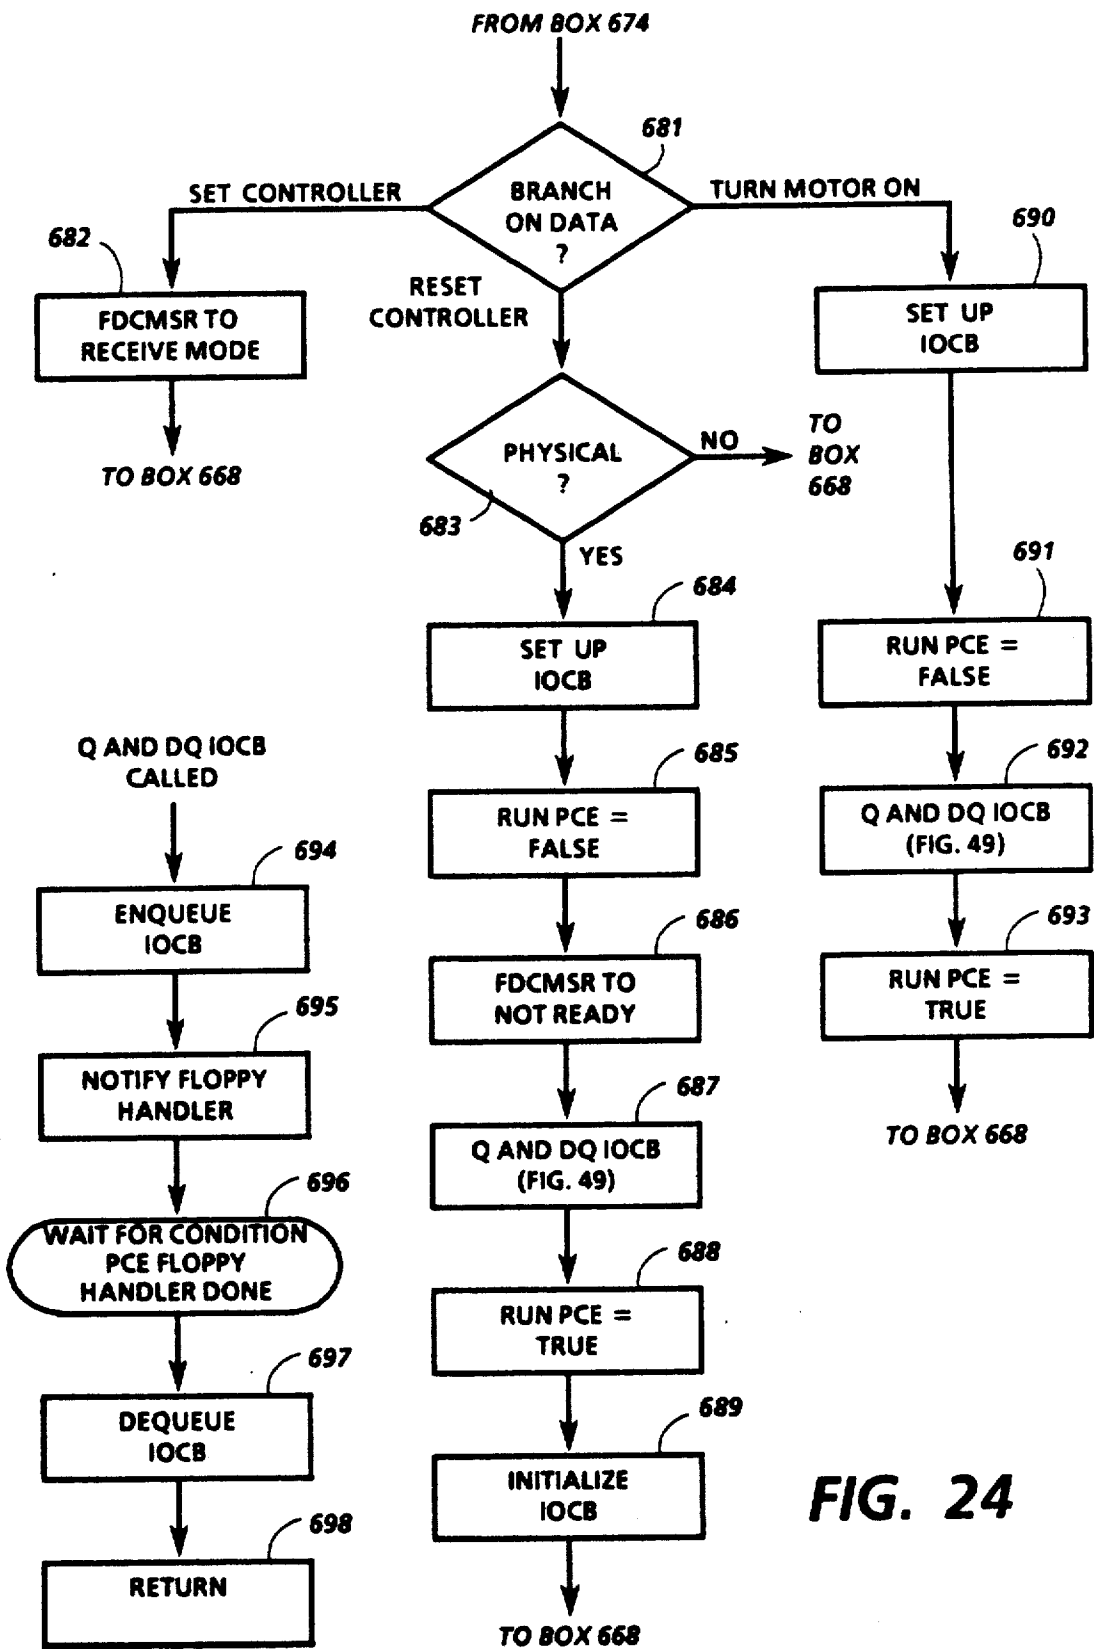 FROM BOX 674
681
BRANCH
ON DATA
?
SET CONTROLLER
TURN MOTOR ON
RESET
CONTROLLER
682
FDCMSR TO
RECEIVE MODE
TO BOX 668
690
SET UP
IOCB
PHYSICAL
?
683
NO
TO
BOX
668
YES
684
SET UP
IOCB
691
RUN PCE =
FALSE
685
RUN PCE =
FALSE
692
Q AND DQ IOCB
(FIG. 49)
686
FDCMSR TO
NOT READY
693
RUN PCE =
TRUE
TO BOX 668
687
Q AND DQ IOCB
(FIG. 49)
688
RUN PCE =
TRUE
689
INITIALIZE
IOCB
TO BOX 668
Q AND DQ IOCB
CALLED
694
ENQUEUE
IOCB
695
NOTIFY FLOPPY
HANDLER
696
WAIT FOR CONDITION
PCE FLOPPY
HANDLER DONE
697
DEQUEUE
IOCB
698
RETURN
FIG. 24